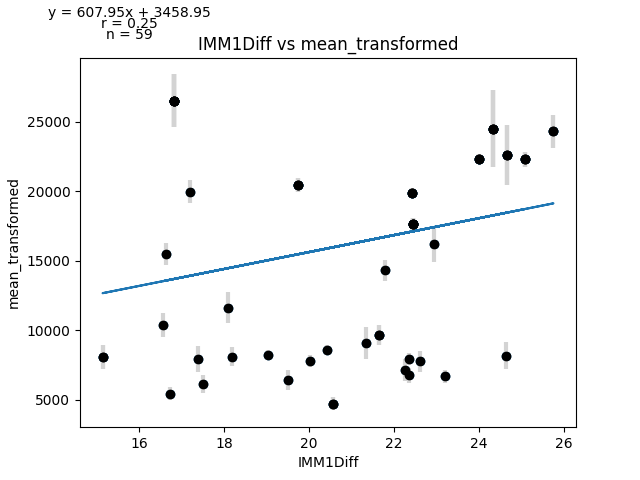 y = 607.95x + 3458.95
r = 0.25
n = 59
IMM1Diff vs mean_transformed
25000
20000
15000
10000
5000
mean_transformed
16 18 20 22 24 26
IMM1Diff